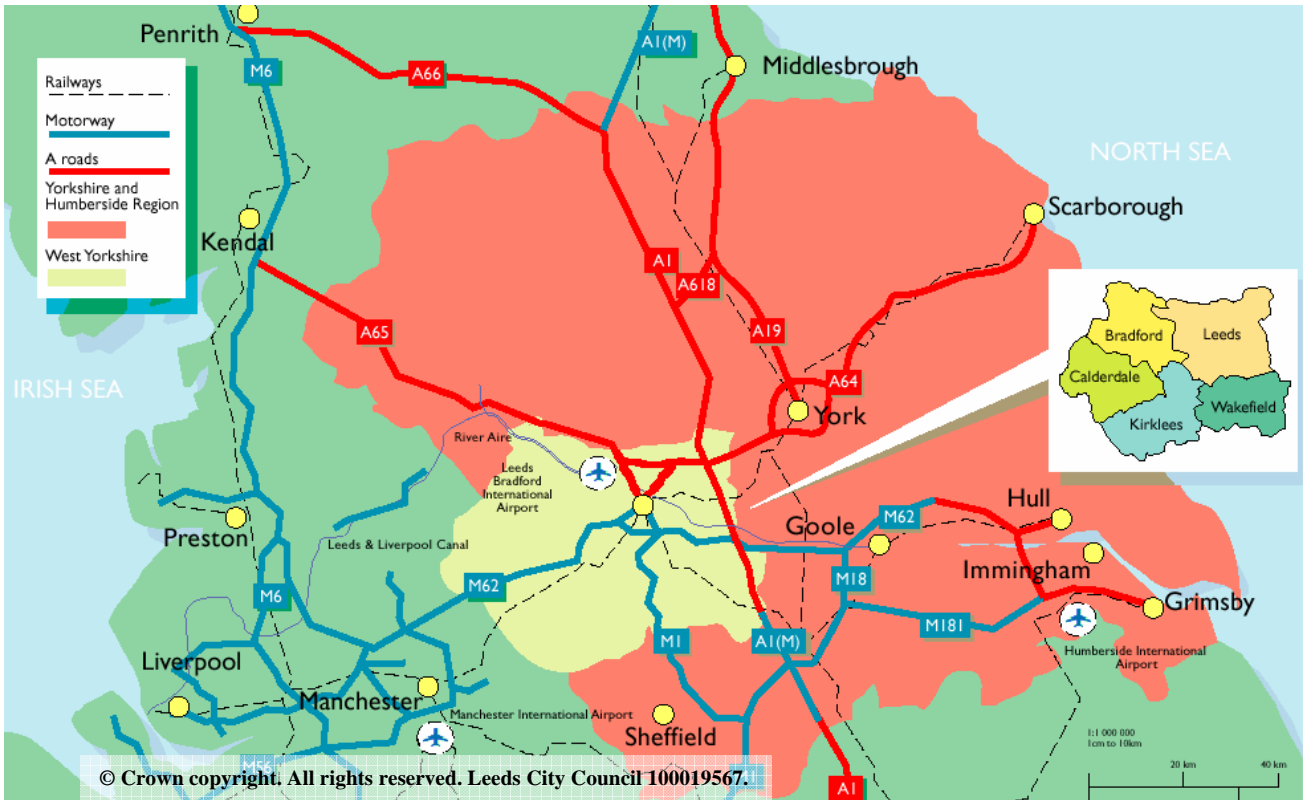 Penrith
A1(M)
Middlesbrough
M6
A66
Railways
Motorway
A roads
Yorkshire and
Humberside Region
West Yorkshire
NORTH SEA
Scarborough
Kendal
A1
A618
A65
A19
A64
York
IRISH SEA
Bradford
Leeds
Calderdale
Kirklees
Wakefield
River Aire
Leeds
Bradford
International
Airport
Preston
Leeds & Liverpool Canal
Goole
M62
Hull
Immingham
M18
Grimsby
M62
M6
M181
M1
A1(M)
Humberside International
Airport
Liverpool
Manchester
Manchester International Airport
Sheffield
M56
A1
1:1 000 000
1cm to 10km
20 km
40 km
© Crown copyright. All rights reserved. Leeds City Council 100019567.